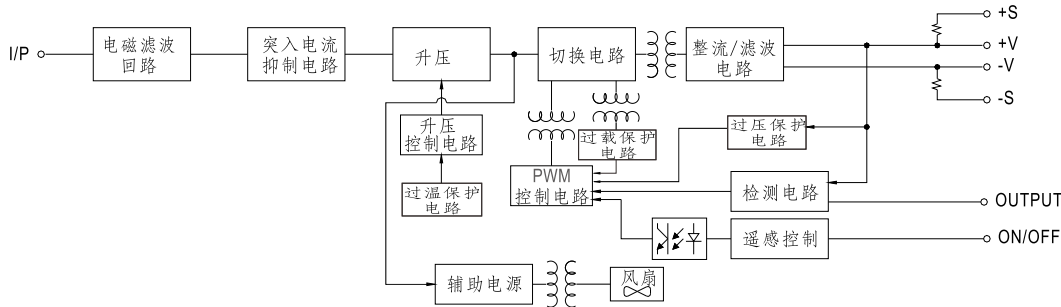 +S
I/P
电磁滤波
回路
突入电流
抑制电路
升压
切换电路
整流/滤波
电路
+V
-V
-S
升压
控制电路
过载保护
电路
过压保护
电路
过温保护
电路
PWM
控制电路
检测电路
OUTPUT
遥感控制
ON/OFF
辅助电源
风扇